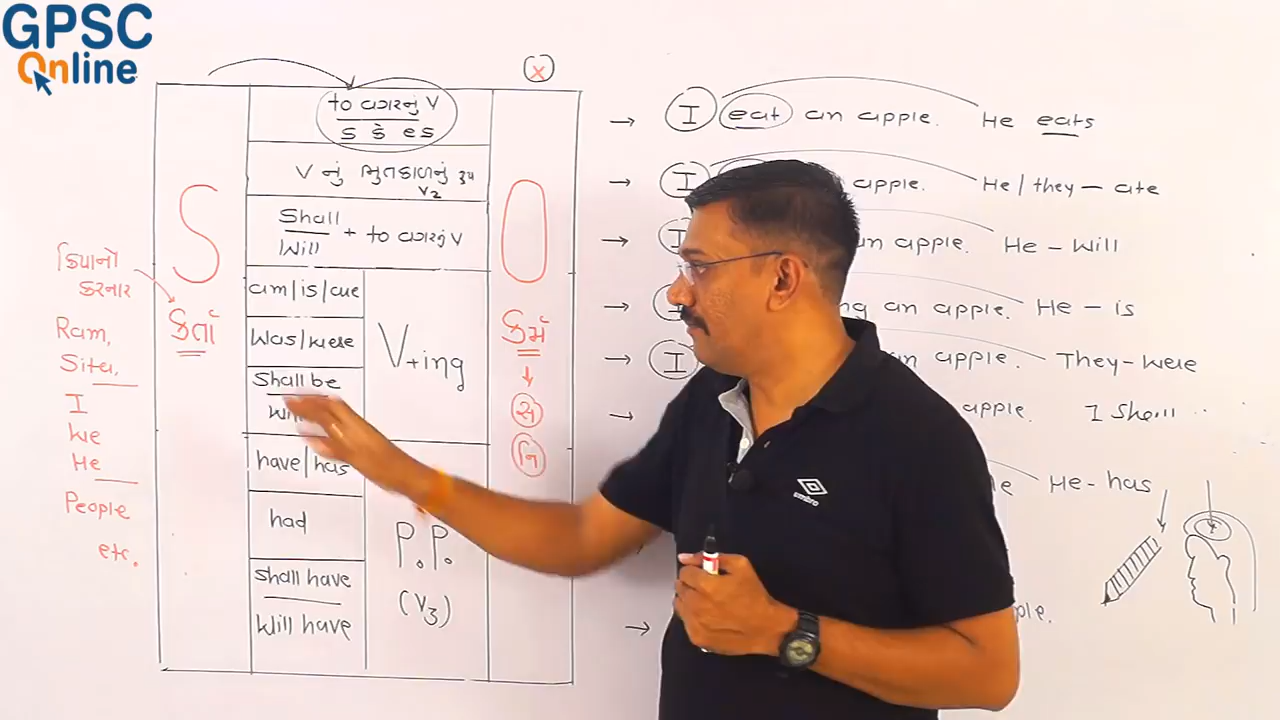 GPSC
Online
x
to વગરનું V
s કે es
V નું ભુતકાળનું રૂપ
V2
Shall
Will
+ to વગરનું V
S
O
ક્રિયાનો
કરનાર
કર્તા
Ram,
Sita,
I
We
He
People
etc.
am/is/are
Was/were
Shall be
have/has
had
shall have
Will have
V+ing
P.P.
(V3)
કર્મ
સ
નિ
→ I eat an apple. He eats
→ I apple. He/they – ate
→ I an apple. He – Will
→ an apple. He – is
→ I an apple. They – were
→ apple. I Shall ..
He – has
→
umbro